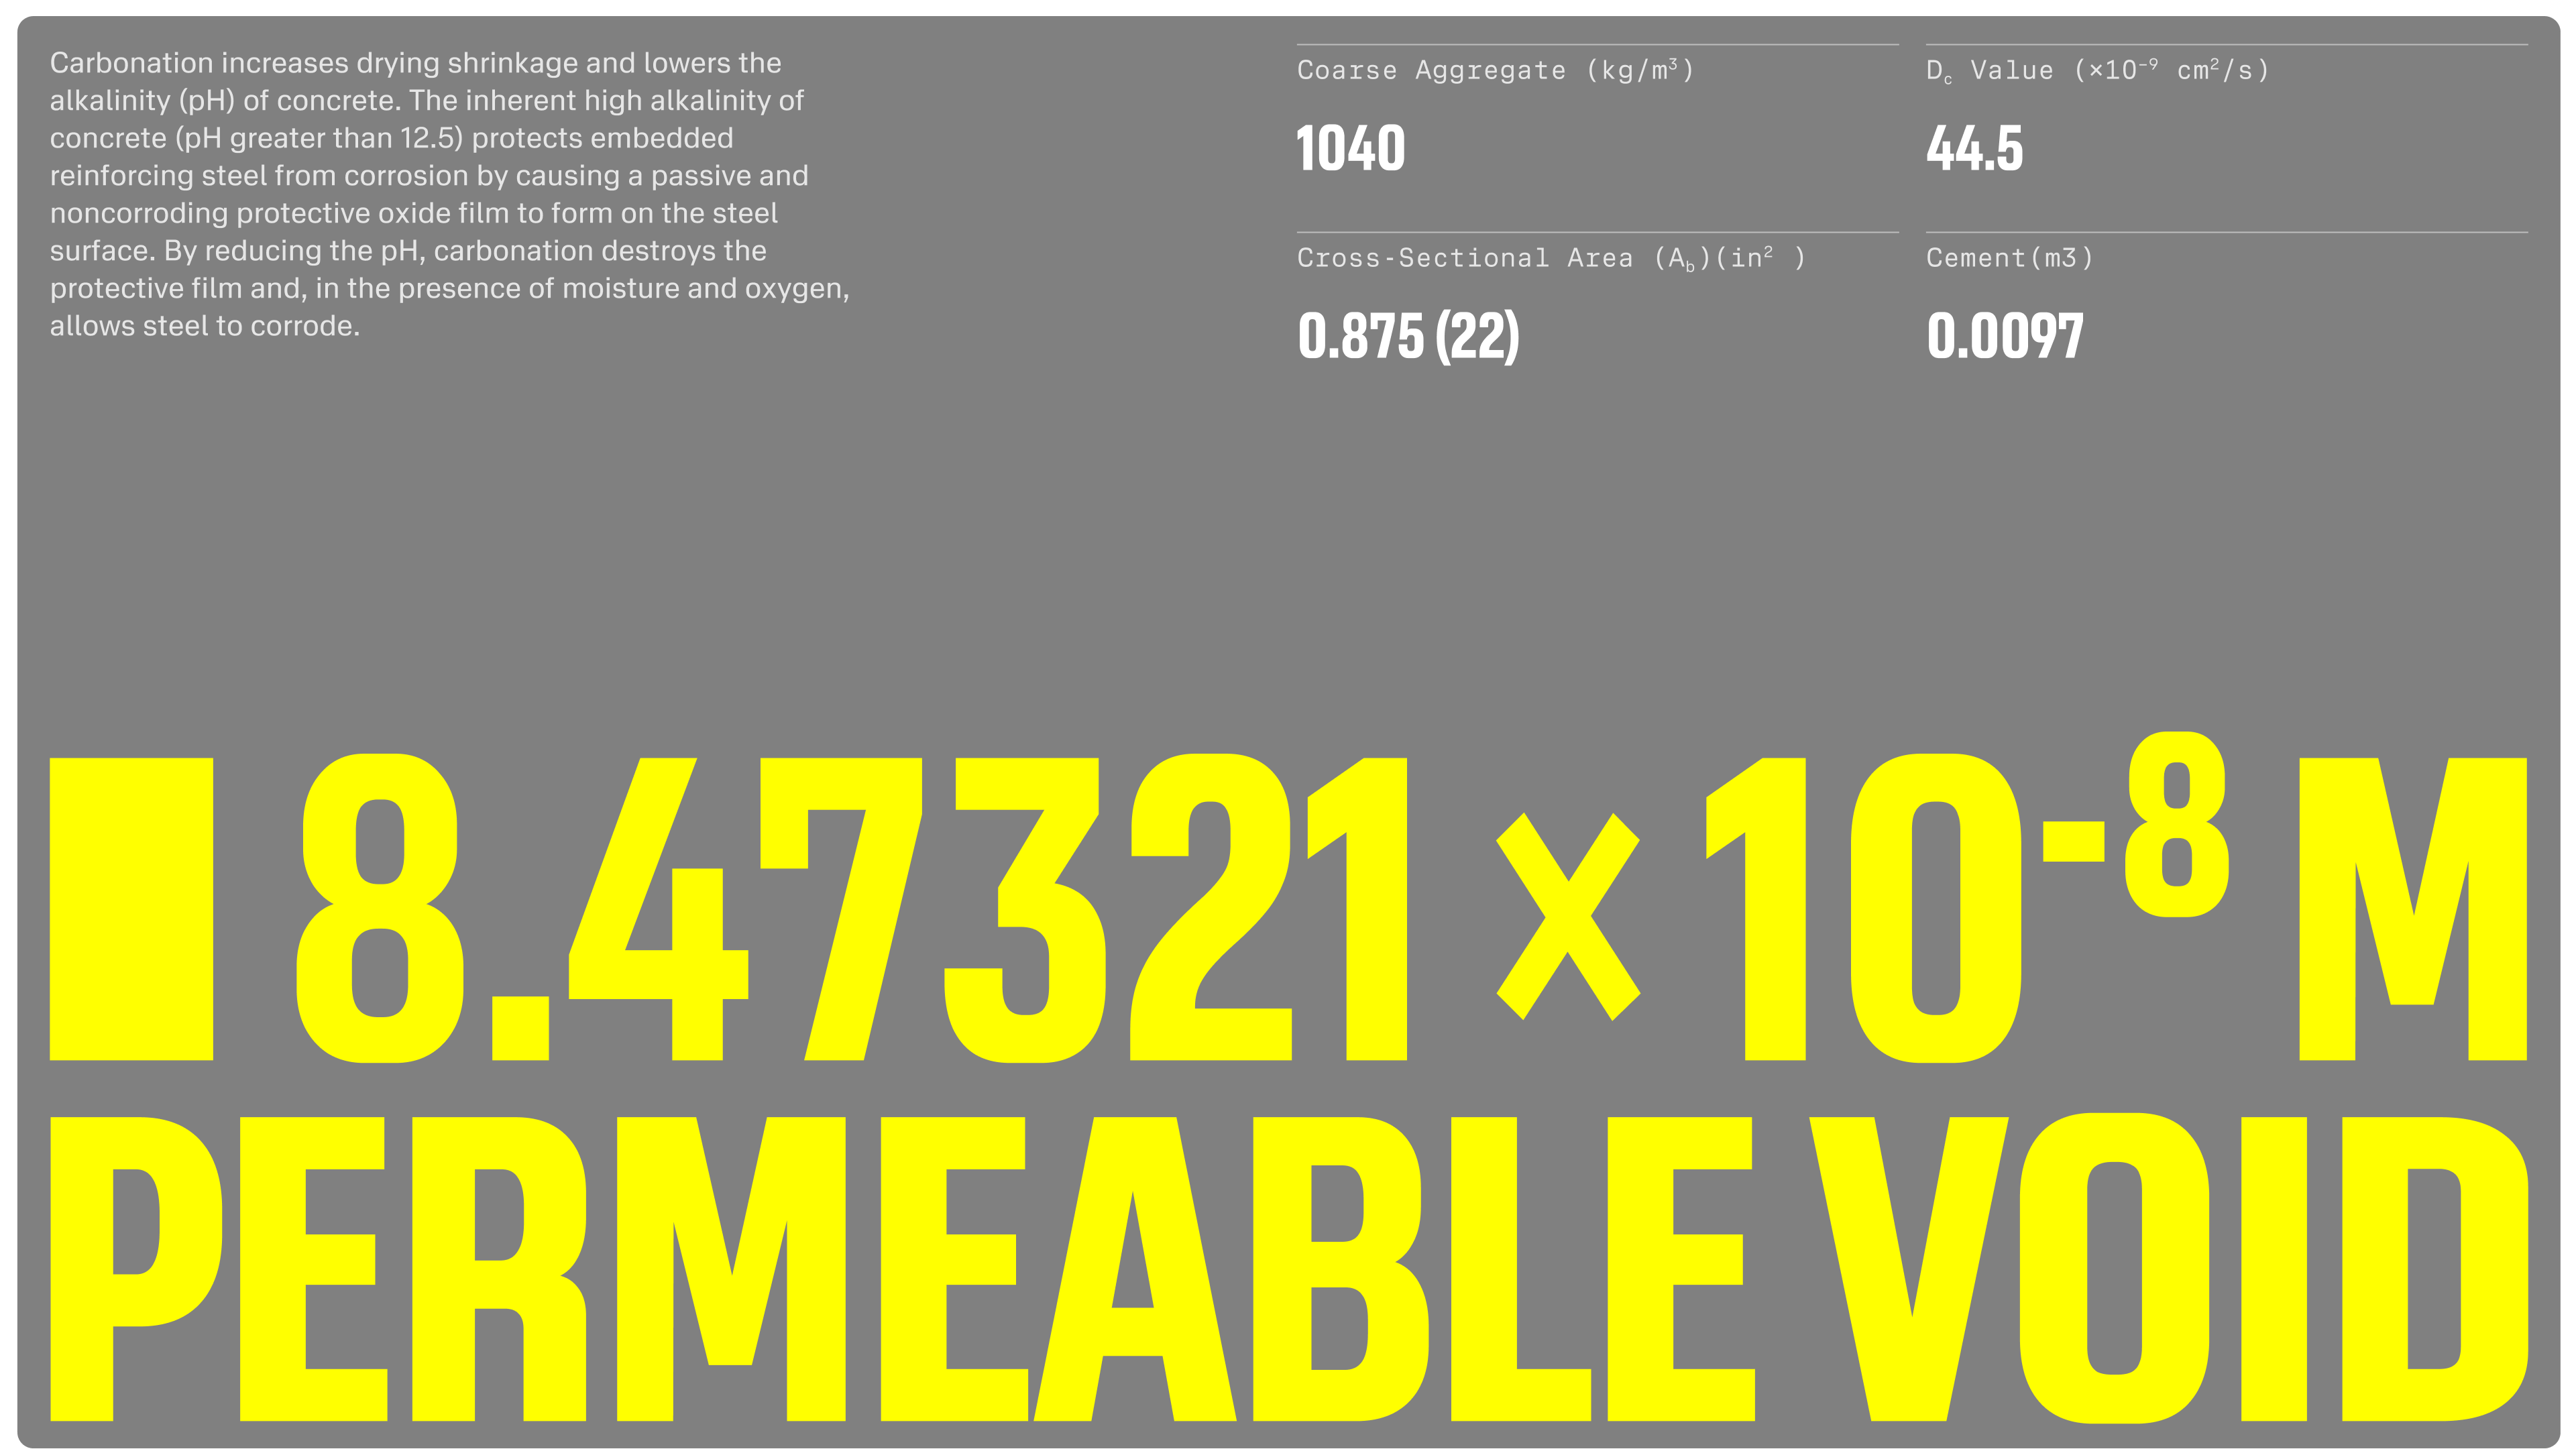 Carbonation increases drying shrinkage and lowers the
alkalinity (pH) of concrete. The inherent high alkalinity of
concrete (pH greater than 12.5) protects embedded
reinforcing steel from corrosion by causing a passive and
noncorroding protective oxide film to form on the steel
surface. By reducing the pH, carbonation destroys the
protective film and, in the presence of moisture and oxygen,
allows steel to corrode.
Coarse Aggregate (kg/m³)
1040
D꜀ Value (×10⁻⁹ cm²/s)
44.5
Cross-Sectional Area (A_b)(in² )
0.875 (22)
Cement(m3)
0.0097
█ 8.47321 × 10⁻⁸ M
PERMEABLE VOID